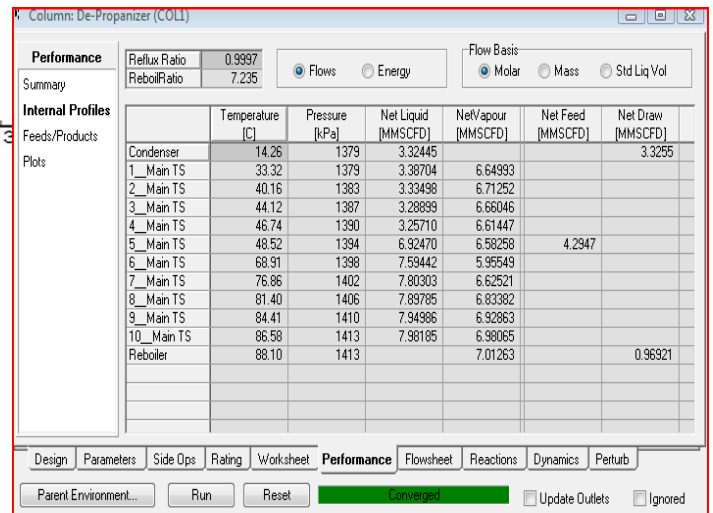 Column: De-Propanizer (COL1)
Performance
Summary
Internal Profiles
Feeds/Products
Plots
Reflux Ratio 0.9997
ReboilRatio 7.235
Flows Energy
Flow Basis
Molar Mass Std Liq Vol
Temperature Pressure Net Liquid NetVapour Net Feed Net Draw
[C] [kPa] [MMSCFD] [MMSCFD] [MMSCFD] [MMSCFD]
Condenser 14.26 1379 3.32445 3.3255
1__Main TS 33.32 1379 3.38704 6.64993
2__Main TS 40.16 1383 3.33498 6.71252
3__Main TS 44.12 1387 3.28899 6.66046
4__Main TS 46.74 1390 3.25710 6.61447
5__Main TS 48.52 1394 6.92470 6.58258 4.2947
6__Main TS 68.91 1398 7.59442 5.95549
7__Main TS 76.86 1402 7.80303 6.62521
8__Main TS 81.40 1406 7.89785 6.83382
9__Main TS 84.41 1410 7.94986 6.92863
10__Main TS 86.58 1413 7.98185 6.98065
Reboiler 88.10 1413 7.01263 0.96921
Design Parameters Side Ops Rating Worksheet Performance Flowsheet Reactions Dynamics Perturb
Parent Environment... Run Reset Converged Update Outlets Ignored